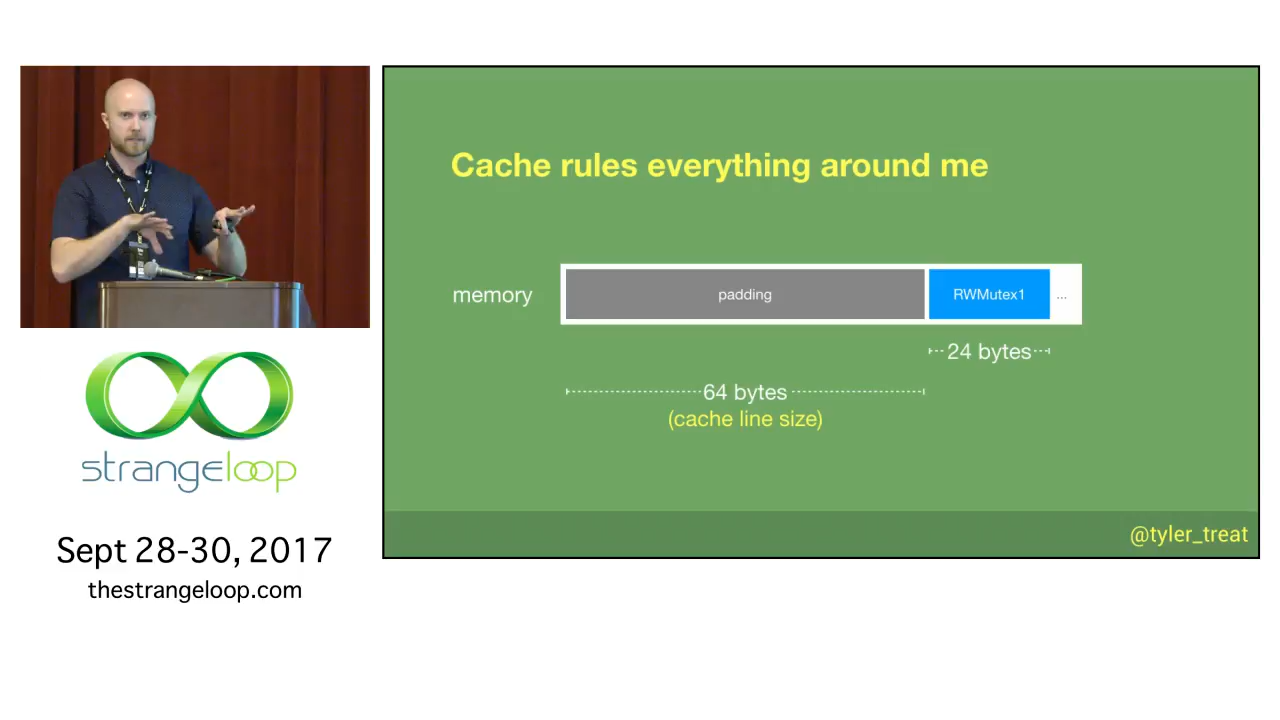 Cache rules everything around me
memory
padding
RWMutex1
...
24 bytes
64 bytes
(cache line size)
@tyler_treat
strangeloop
Sept 28-30, 2017
thestrangeloop.com